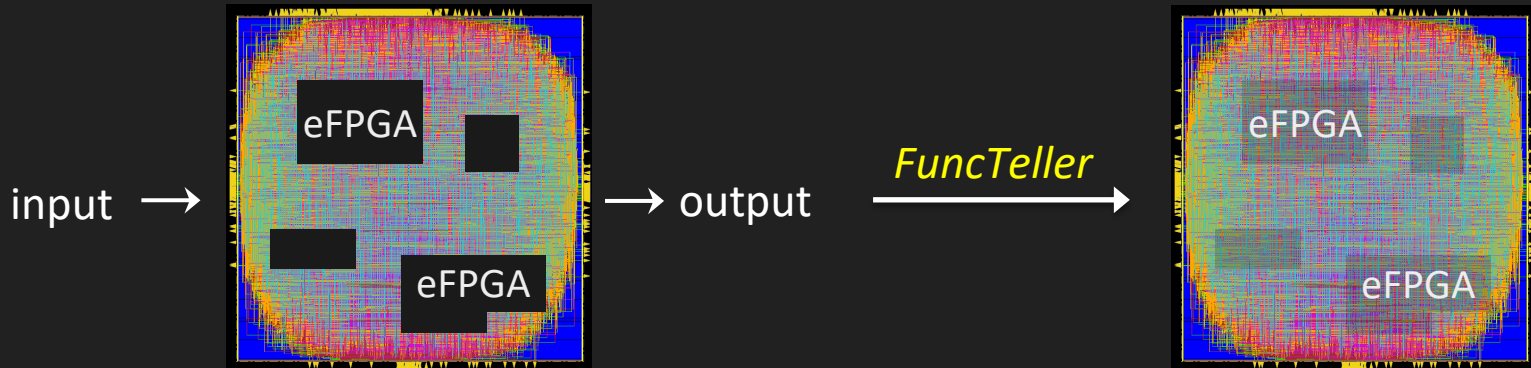 input
eFPGA
eFPGA
output
FuncTeller
eFPGA
eFPGA